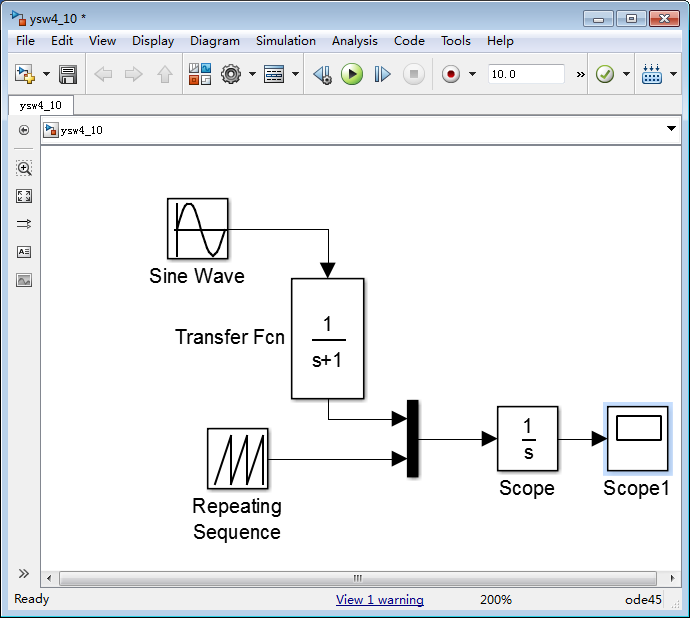 ysw4_10 *
File Edit View Display Diagram Simulation Analysis Code Tools Help
10.0 »
ysw4_10
ysw4_10
Sine Wave
Transfer Fcn
1
s+1
Repeating
Sequence
1
s
Scope
Scope1
Ready View 1 warning 200% ode45